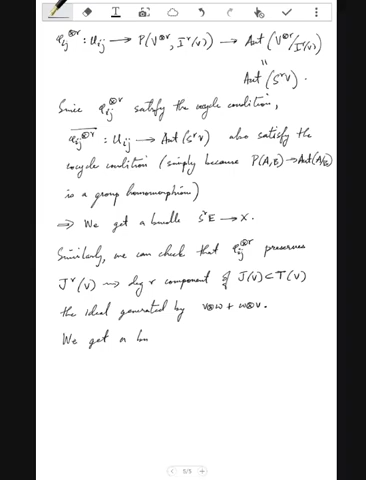 φ_ij^⊗r : U_ij ⟶ P(V^⊗r, I^r(V)) → Aut(V^⊗r/I^r(V))
"
Aut(S^r V).
Since φ_ij^⊗r satisfy the cocycle condition,
\overline{φ_ij^⊗r} : U_ij ⟶ Aut(S^r V) also satisfy the
cocycle condition (simply because P(A,B) → Aut(A/B)
is a group homomorphism)
⇒ We get a bundle S^r E ⟶ X.
Similarly, we can check that φ_ij^⊗r preserves
J^r(V) ⤳ deg r component of J(V) ⊂ T(V)
the ideal generated by v⊗w + w⊗v.
We get a bu
5/5